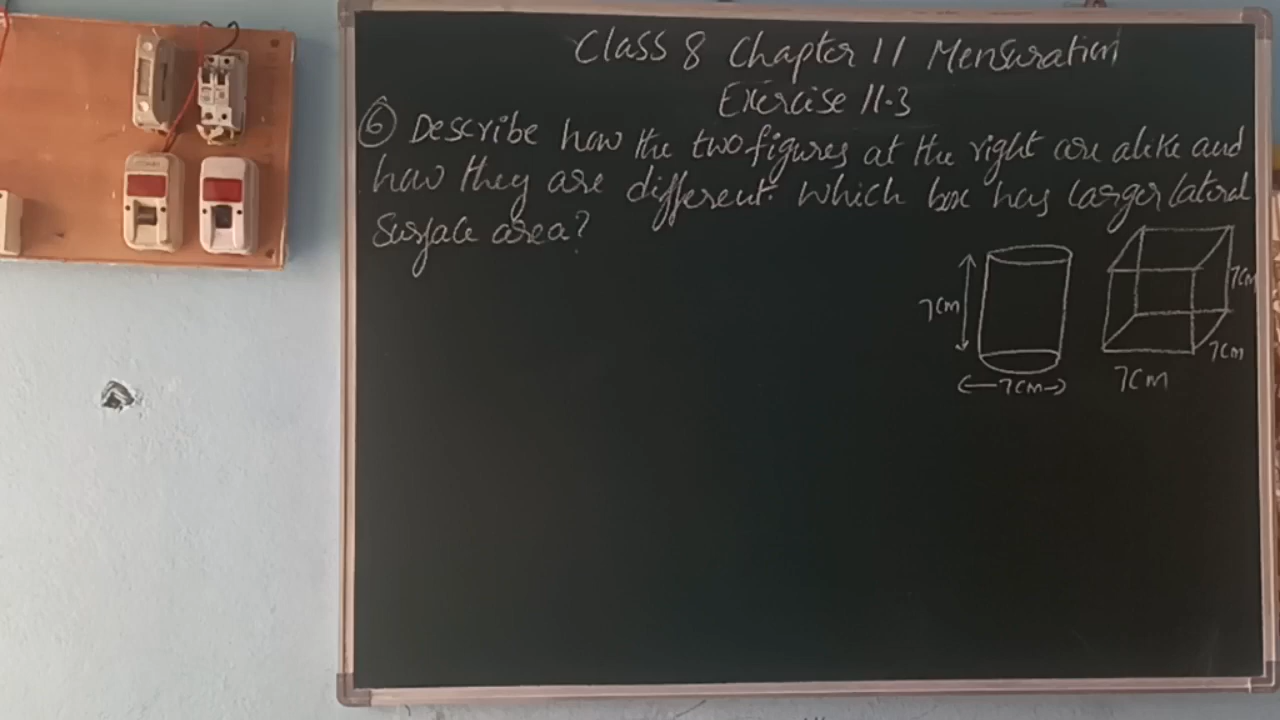 Class 8 Chapter 11 Mensuration
Exercise 11.3
⑥ Describe how the two figures at the right are alike and
how they are different. Which box has larger lateral
Surface area?
7cm
7cm
7cm
7cm
7cm